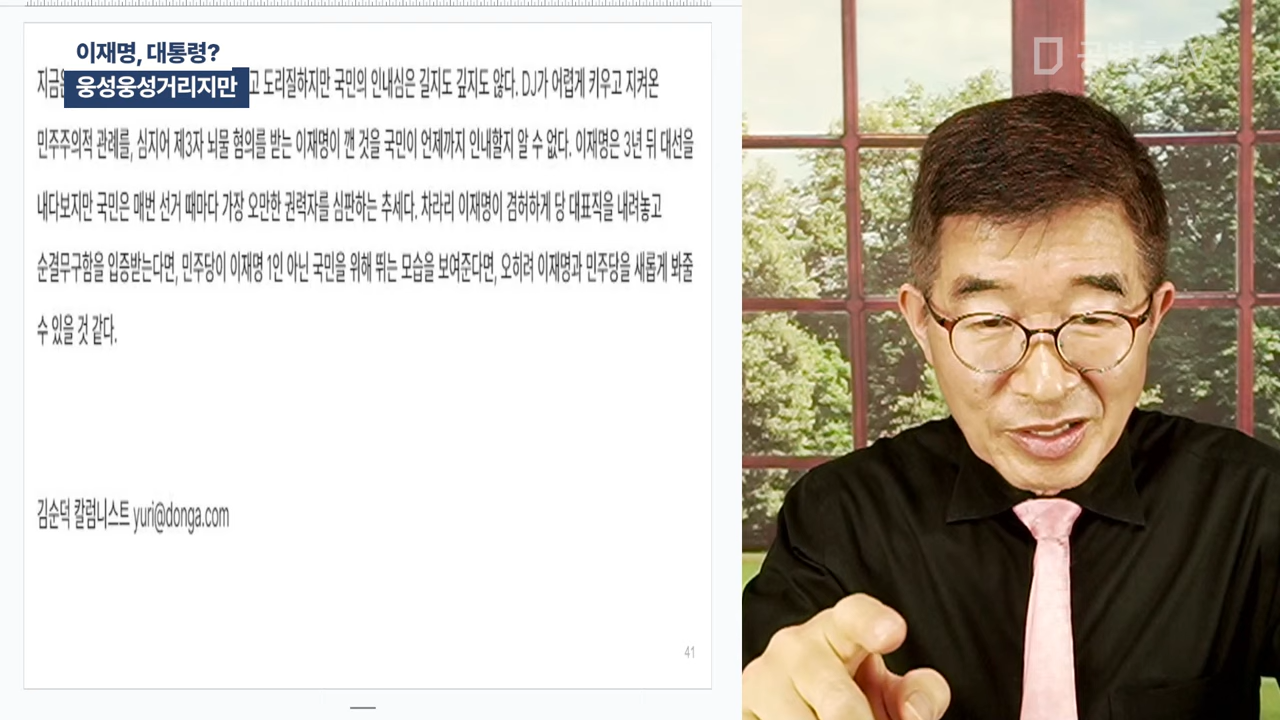 이재명, 대통령?
웅성웅성거리지만
고 도리질하지만 국민의 인내심은 길지도 깊지도 않다. DJ가 어렵게 키우고 지켜온
민주주의적 관례를, 심지어 제3자 뇌물 혐의를 받는 이재명이 깬 것을 국민이 언제까지 인내할지 알 수 없다. 이재명은 3년 뒤 대선을
내다보지만 국민은 매번 선거 때마다 가장 오만한 권력자를 심판하는 추세다. 차라리 이재명이 겸허하게 당 대표직을 내려놓고
순결무구함을 입증받는다면, 민주당이 이재명 1인 아닌 국민을 위해 뛰는 모습을 보여준다면, 오히려 이재명과 민주당을 새롭게 봐줄
수 있을 것 같다.
김순덕 칼럼니스트 yuri@donga.com
41